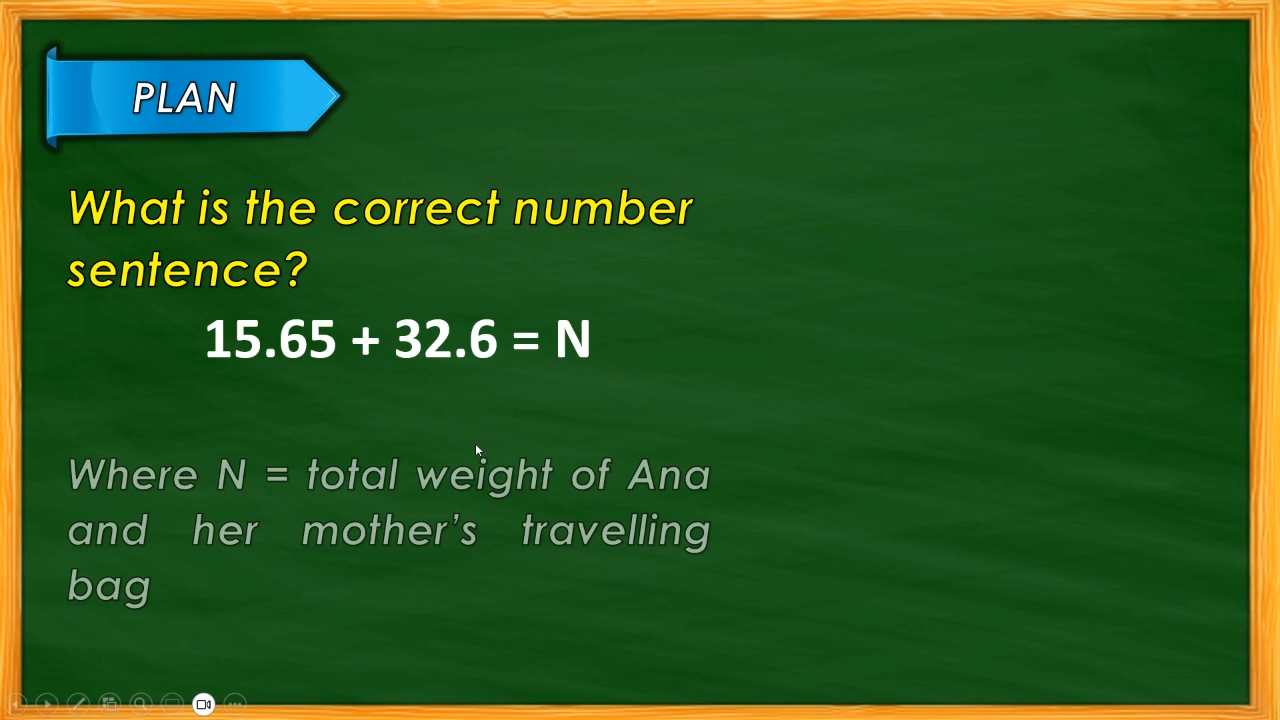 PLAN
What is the correct number
sentence?
15.65 + 32.6 = N
Where N = total weight of Ana
and her mother’s travelling
bag